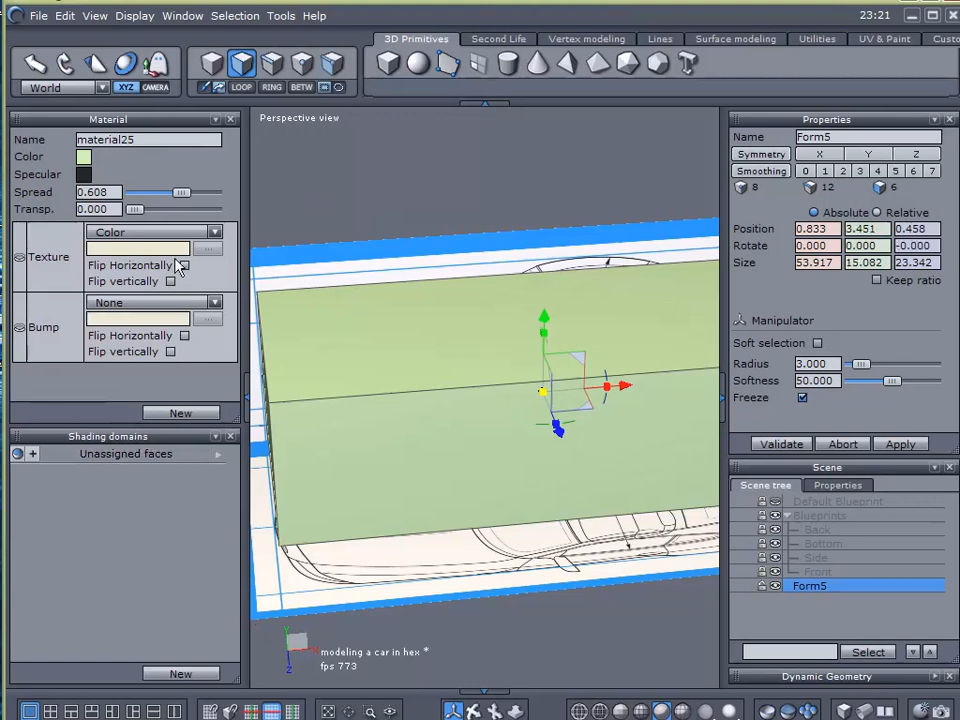 File Edit View Display Window Selection Tools Help 23:21
3D Primitives Second Life Vertex modeling Lines Surface modeling Utilities UV & Paint Custo
World XYZ CAMERA LOOP RING BETW
Material
Name material25
Color
Specular
Spread 0.608
Transp. 0.000
Color
Texture
Flip Horizontally
Flip vertically
None
Bump
Flip Horizontally
Flip vertically
New
Shading domains
Unassigned faces
New
Perspective view
Y
X
Z
modeling a car in hex *
fps 773
Properties
Name Form5
Symmetry X Y Z
Smoothing 0 1 2 3 4 5 6 7
8 12 6
Absolute Relative
Position 0.833 3.451 0.458
Rotate 0.000 0.000 -0.000
Size 53.917 15.082 23.342
Keep ratio
Manipulator
Soft selection
Radius 3.000
Softness 50.000
Freeze
Validate Abort Apply
Scene
Scene tree Properties
Default Blueprint
Blueprints
Back
Bottom
Side
Front
Form5
Select
Dynamic Geometry